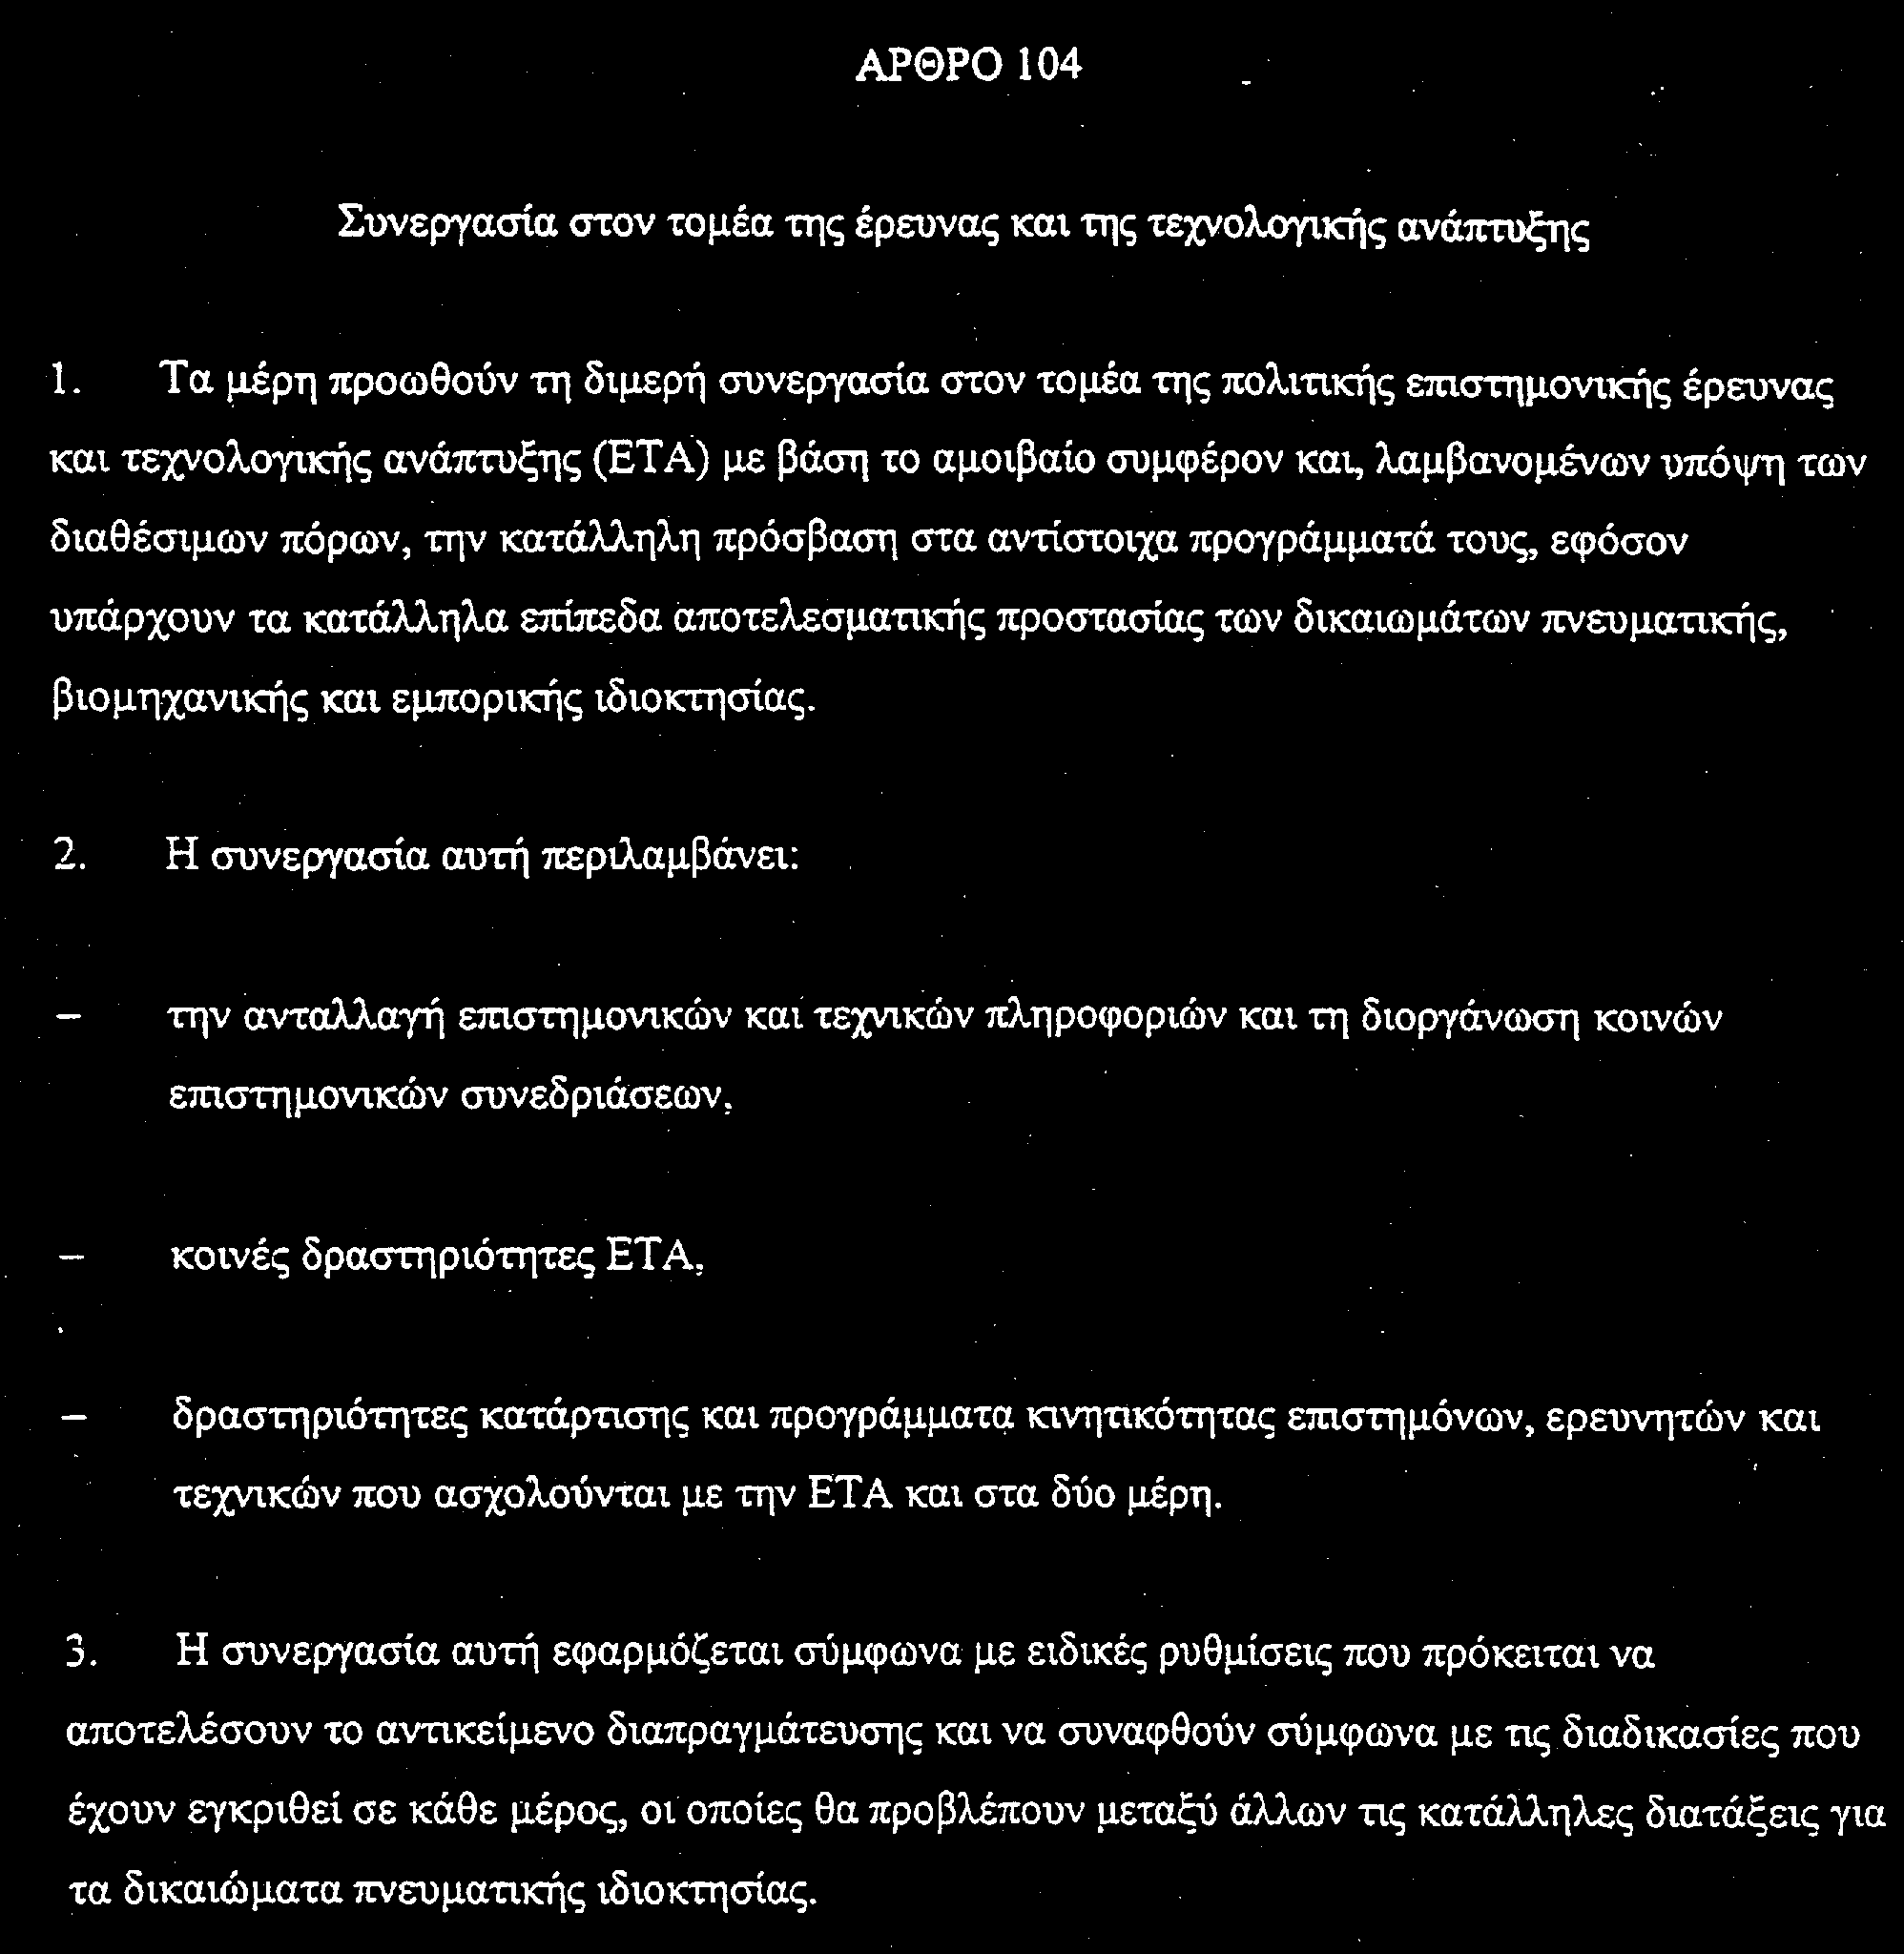 ΑΡΘΡΟ 104
Συνεργασία στον τομέα της έρευνας και της τεχνολογικής ανάπτυξης
1. Τα μέρη προωθούν τη διμερή συνεργασία στον τομέα της πολιτικής επιστημονικής έρευνας
και τεχνολογικής ανάπτυξης (ΕΤΑ) με βάση το αμοιβαίο συμφέρον και, λαμβανομένων υπόψη των
διαθέσιμων πόρων, την κατάλληλη πρόσβαση στα αντίστοιχα προγράμματά τους, εφόσον
υπάρχουν τα κατάλληλα επίπεδα αποτελεσματικής προστασίας των δικαιωμάτων πνευματικής,
βιομηχανικής και εμπορικής ιδιοκτησίας.
2. Η συνεργασία αυτή περιλαμβάνει:
– την ανταλλαγή επιστημονικών και τεχνικών πληροφοριών και τη διοργάνωση κοινών
επιστημονικών συνεδριάσεων,
– κοινές δραστηριότητες ΕΤΑ,
– δραστηριότητες κατάρτισης και προγράμματα κινητικότητας επιστημόνων, ερευνητών και
τεχνικών που ασχολούνται με την ΕΤΑ και στα δύο μέρη.
3. Η συνεργασία αυτή εφαρμόζεται σύμφωνα με ειδικές ρυθμίσεις που πρόκειται να
αποτελέσουν το αντικείμενο διαπραγμάτευσης και να συναφθούν σύμφωνα με τις διαδικασίες που
έχουν εγκριθεί σε κάθε μέρος, οι οποίες θα προβλέπουν μεταξύ άλλων τις κατάλληλες διατάξεις για
τα δικαιώματα πνευματικής ιδιοκτησίας.